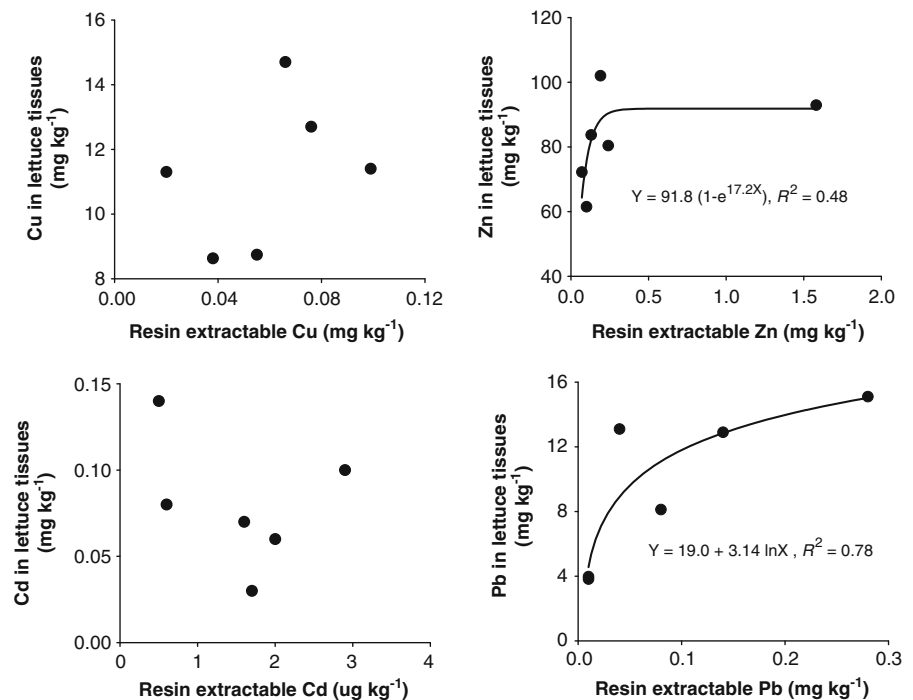 Cu in lettuce tissues
(mg kg⁻¹)
16
14
12
10
8
0.00 0.04 0.08 0.12
Resin extractable Cu (mg kg⁻¹)
Zn in lettuce tissues
(mg kg⁻¹)
120
100
80
60
40
Y = 91.8 (1-e^17.2X), R² = 0.48
0.0 0.5 1.0 1.5 2.0
Resin extractable Zn (mg kg⁻¹)
Cd in lettuce tissues
(mg kg⁻¹)
0.15
0.10
0.05
0.00
0 1 2 3 4
Resin extractable Cd (ug kg⁻¹)
Pb in lettuce tissues
(mg kg⁻¹)
16
12
8
4
0
Y = 19.0 + 3.14 lnX , R² = 0.78
0.0 0.1 0.2 0.3
Resin extractable Pb (mg kg⁻¹)